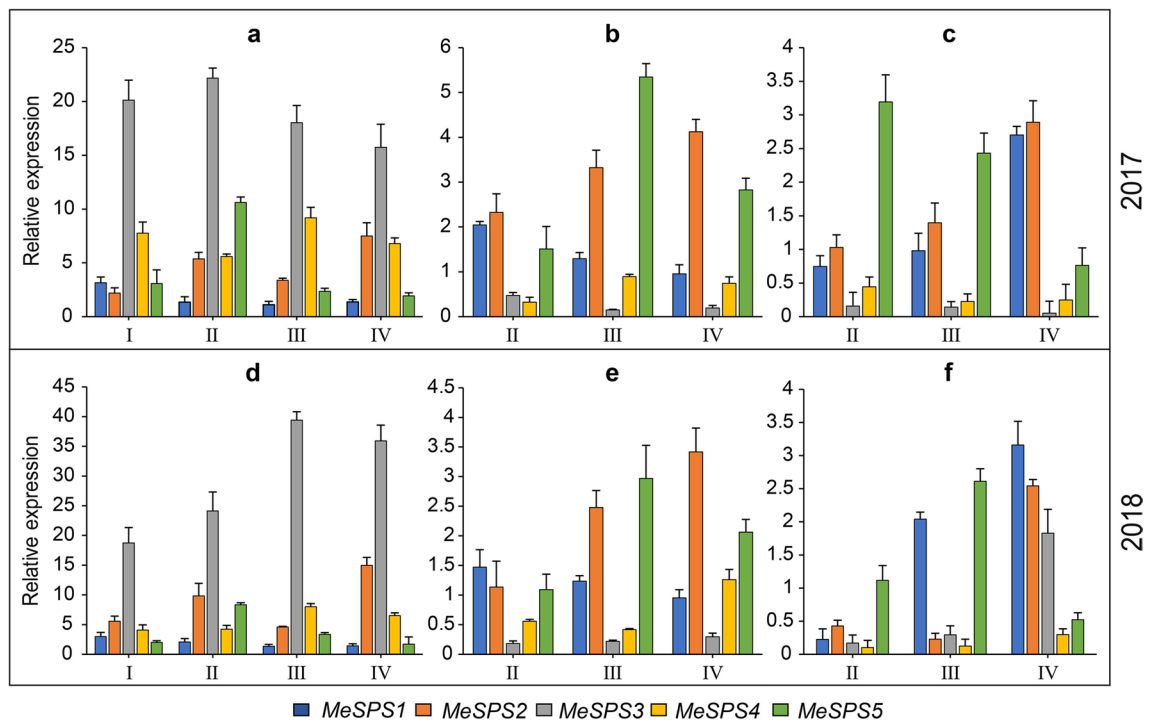 a
b
c
25
20
15
10
5
0
Relative expression
I
II
III
IV
6
5
4
3
2
1
0
II
III
IV
4
3.5
3
2.5
2
1.5
1
0.5
0
II
III
IV
2017
d
e
f
45
40
35
30
25
20
15
10
5
0
Relative expression
I
II
III
IV
4.5
4
3.5
3
2.5
2
1.5
1
0.5
0
II
III
IV
4
3.5
3
2.5
2
1.5
1
0.5
0
II
III
IV
2018
MeSPS1 MeSPS2 MeSPS3 MeSPS4 MeSPS5